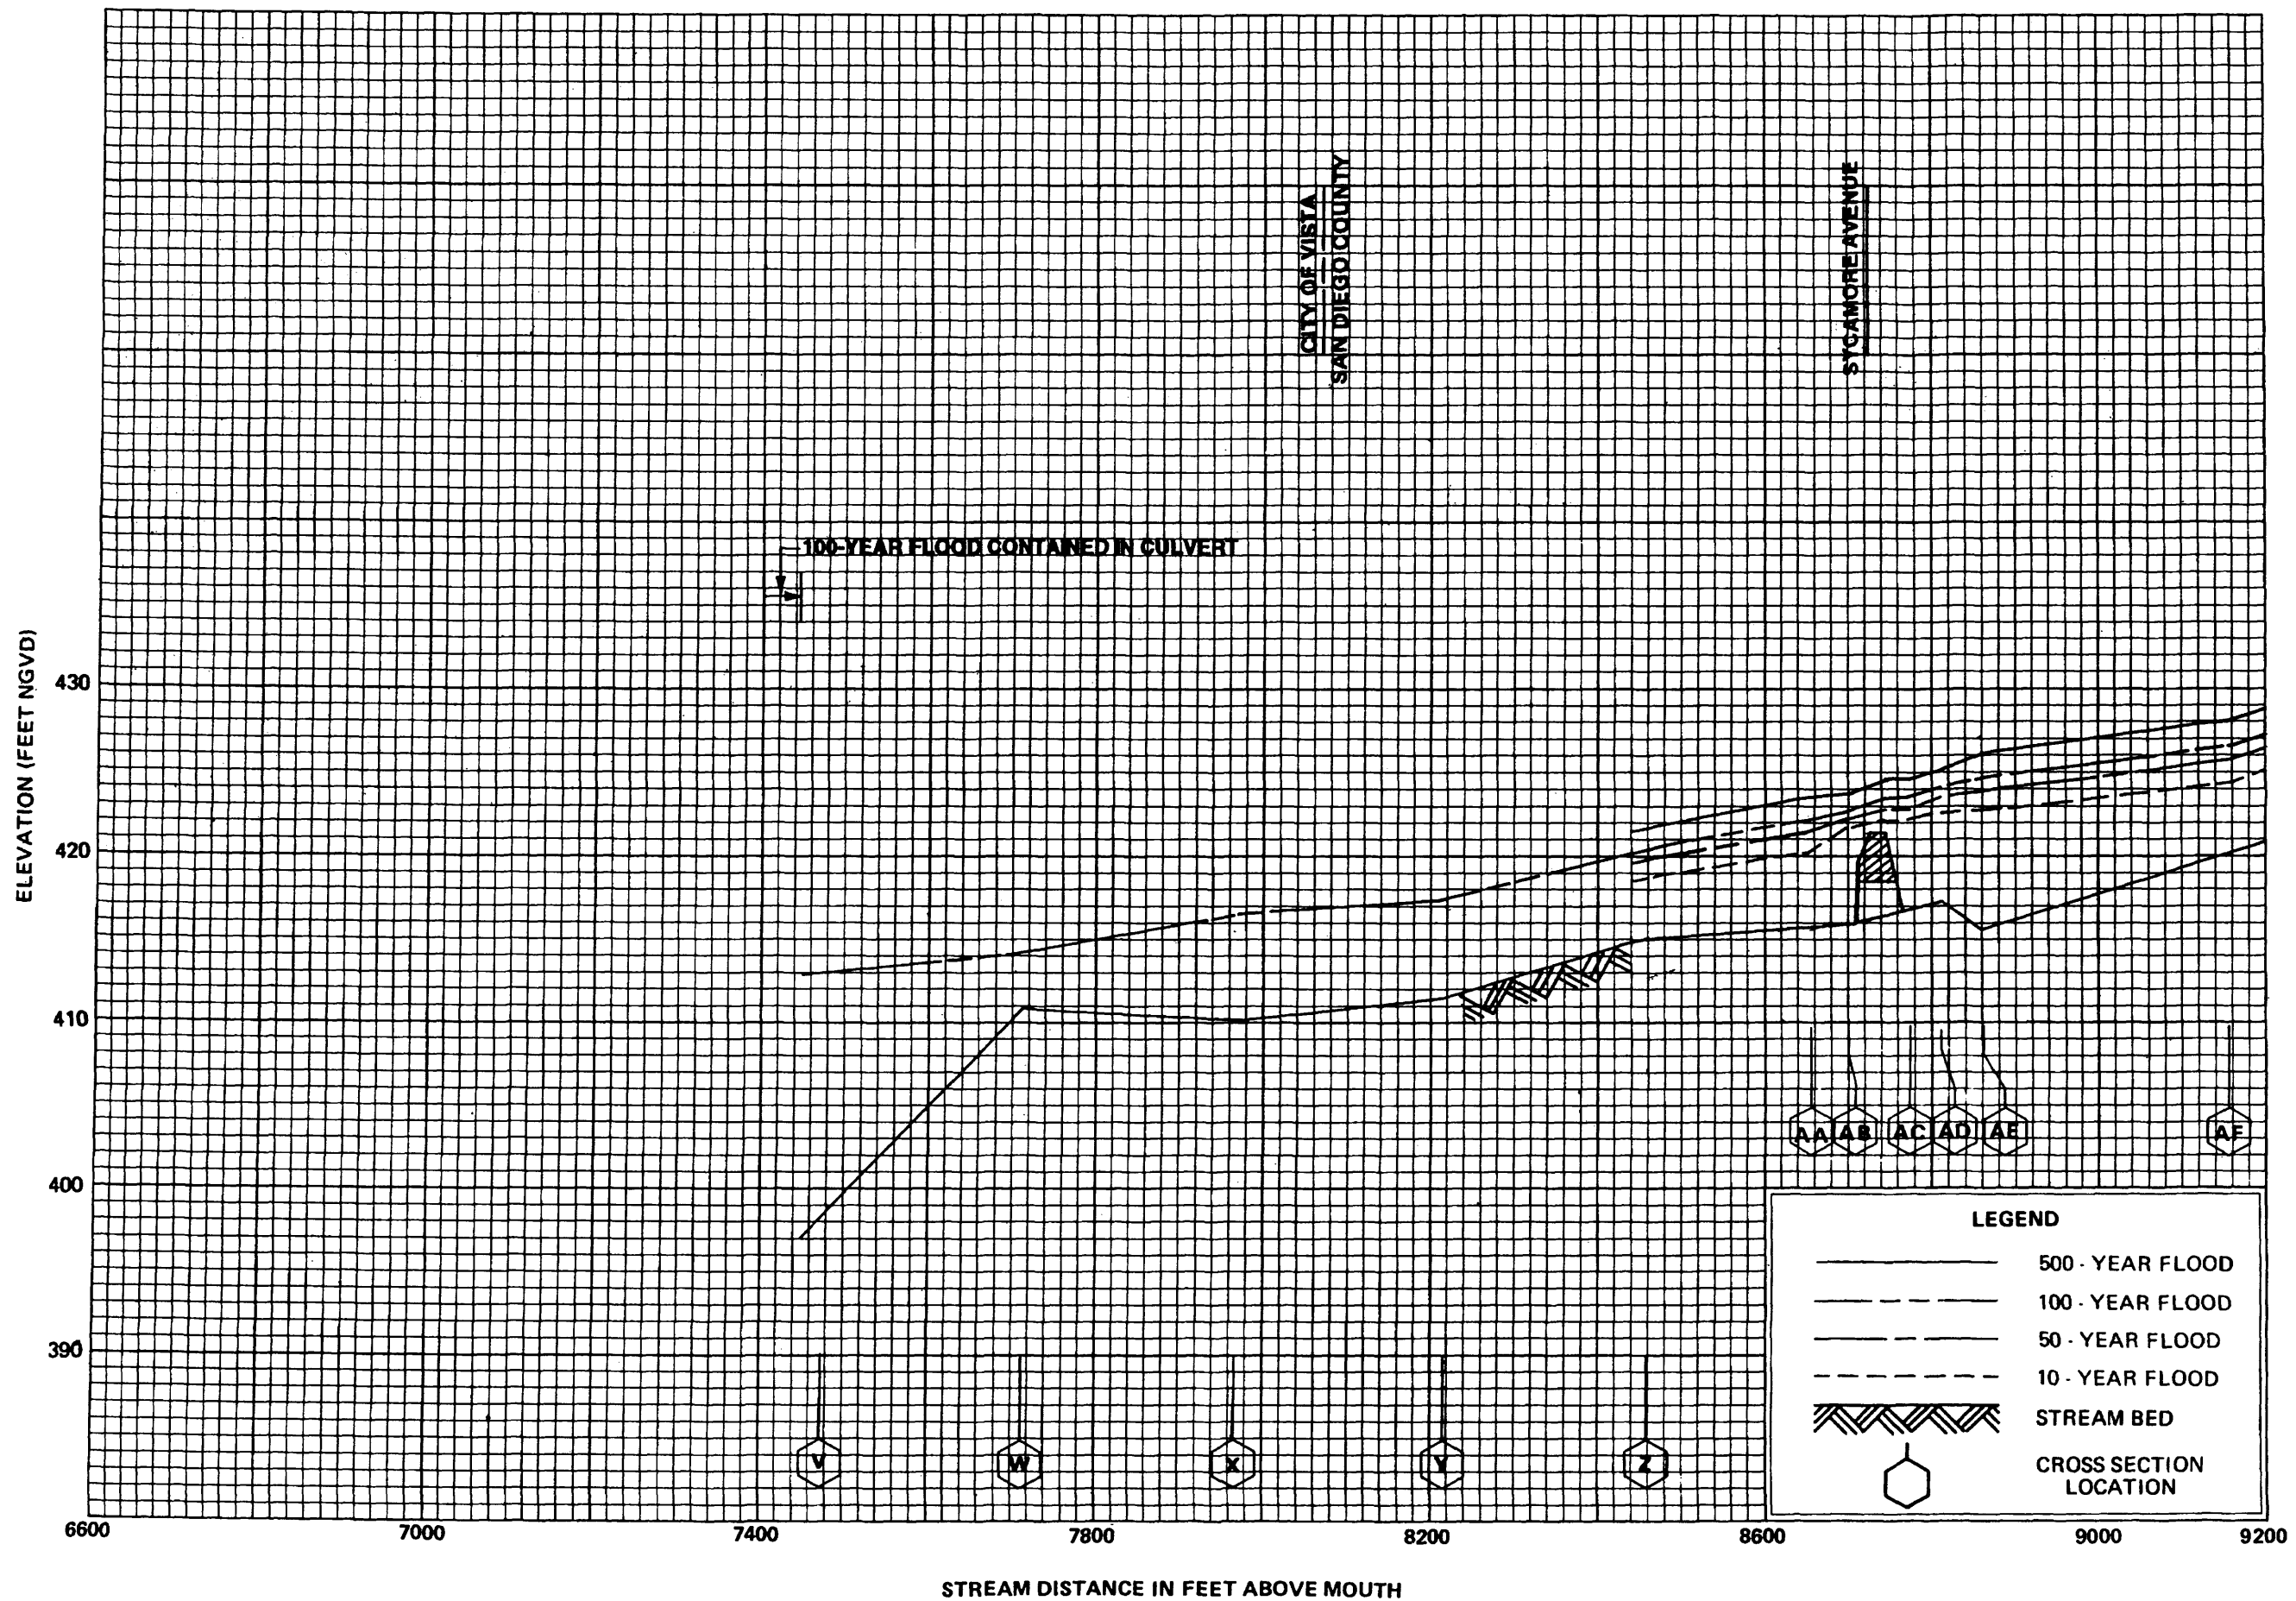 CITY OF VISTA
SAN DIEGO COUNTY
SYCAMORE AVENUE
100-YEAR FLOOD CONTAINED IN CULVERT
ELEVATION (FEET NGVD)
430
420
410
400
390
AA
AB
AC
AD
AE
AF
V
W
X
Y
Z
LEGEND
500 - YEAR FLOOD
100 - YEAR FLOOD
50 - YEAR FLOOD
10 - YEAR FLOOD
STREAM BED
CROSS SECTION
LOCATION
6600
7000
7400
7800
8200
8600
9000
9200
STREAM DISTANCE IN FEET ABOVE MOUTH